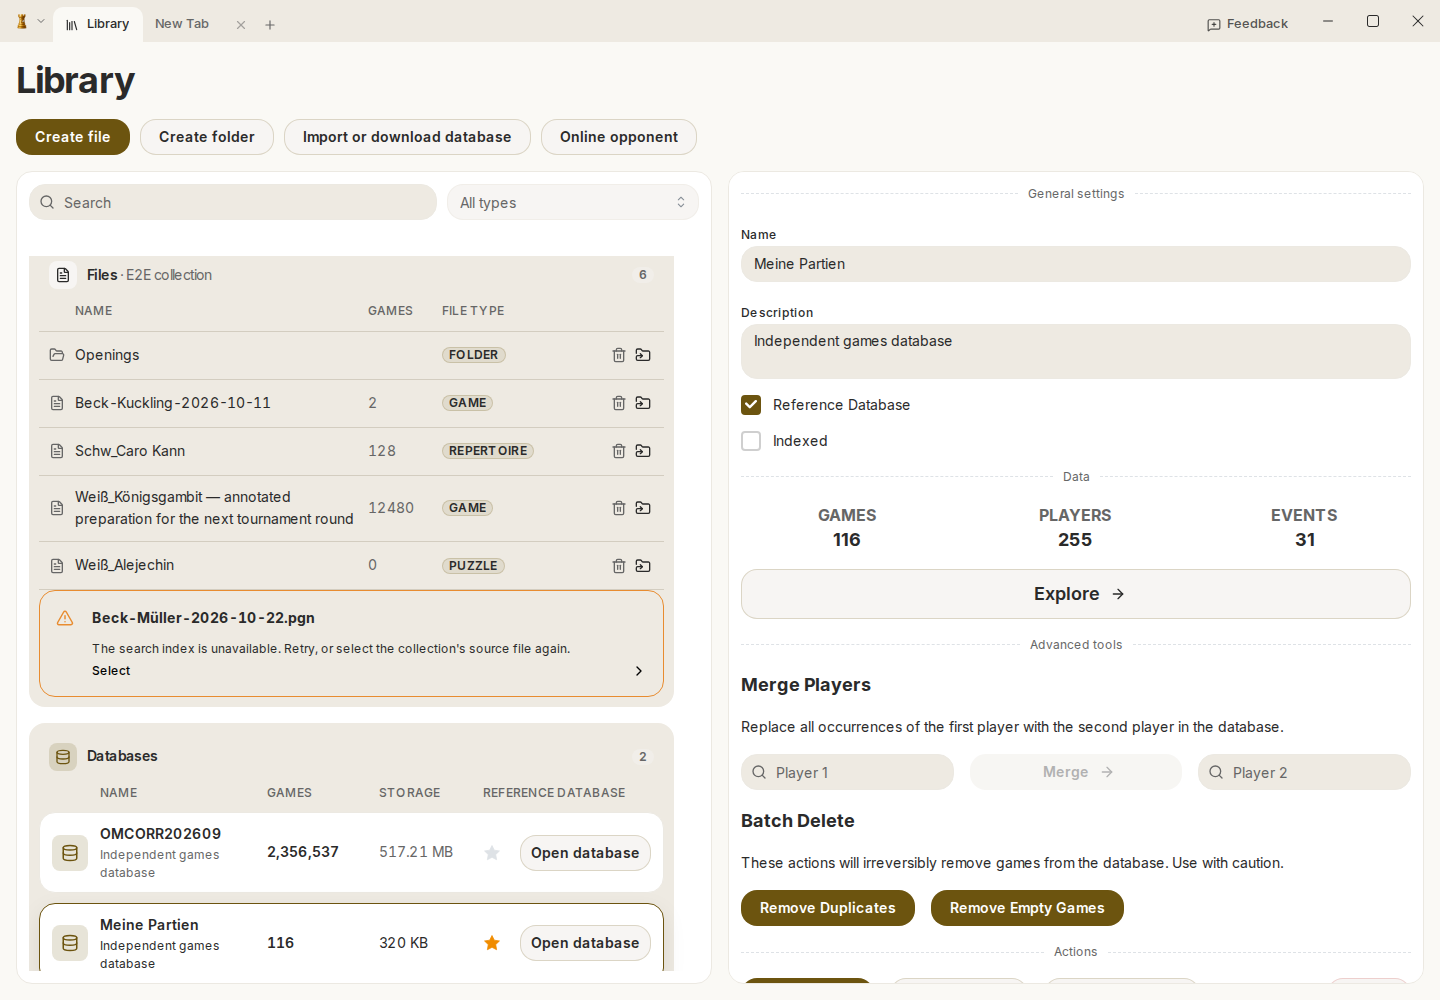 Library
New Tab
Feedback
Library
Create file
Create folder
Import or download database
Online opponent
Search
All types
Files · E2E collection
6
NAME
GAMES
FILE TYPE
Openings
FOLDER
Beck-Kuckling-2026-10-11
2
GAME
Schw_Caro Kann
128
REPERTOIRE
Weiß_Königsgambit — annotated
preparation for the next tournament round
12480
GAME
Weiß_Alejechin
0
PUZZLE
Beck-Müller-2026-10-22.pgn
The search index is unavailable. Retry, or select the collection's source file again.
Select
Databases
2
NAME
GAMES
STORAGE
REFERENCE DATABASE
OMCORR202609
Independent games
database
2,356,537
517.21 MB
Open database
Meine Partien
Independent games
database
116
320 KB
Open database
General settings
Name
Meine Partien
Description
Independent games database
Reference Database
Indexed
Data
GAMES
116
PLAYERS
255
EVENTS
31
Explore
Advanced tools
Merge Players
Replace all occurrences of the first player with the second player in the database.
Player 1
Merge
Player 2
Batch Delete
These actions will irreversibly remove games from the database. Use with caution.
Remove Duplicates
Remove Empty Games
Actions